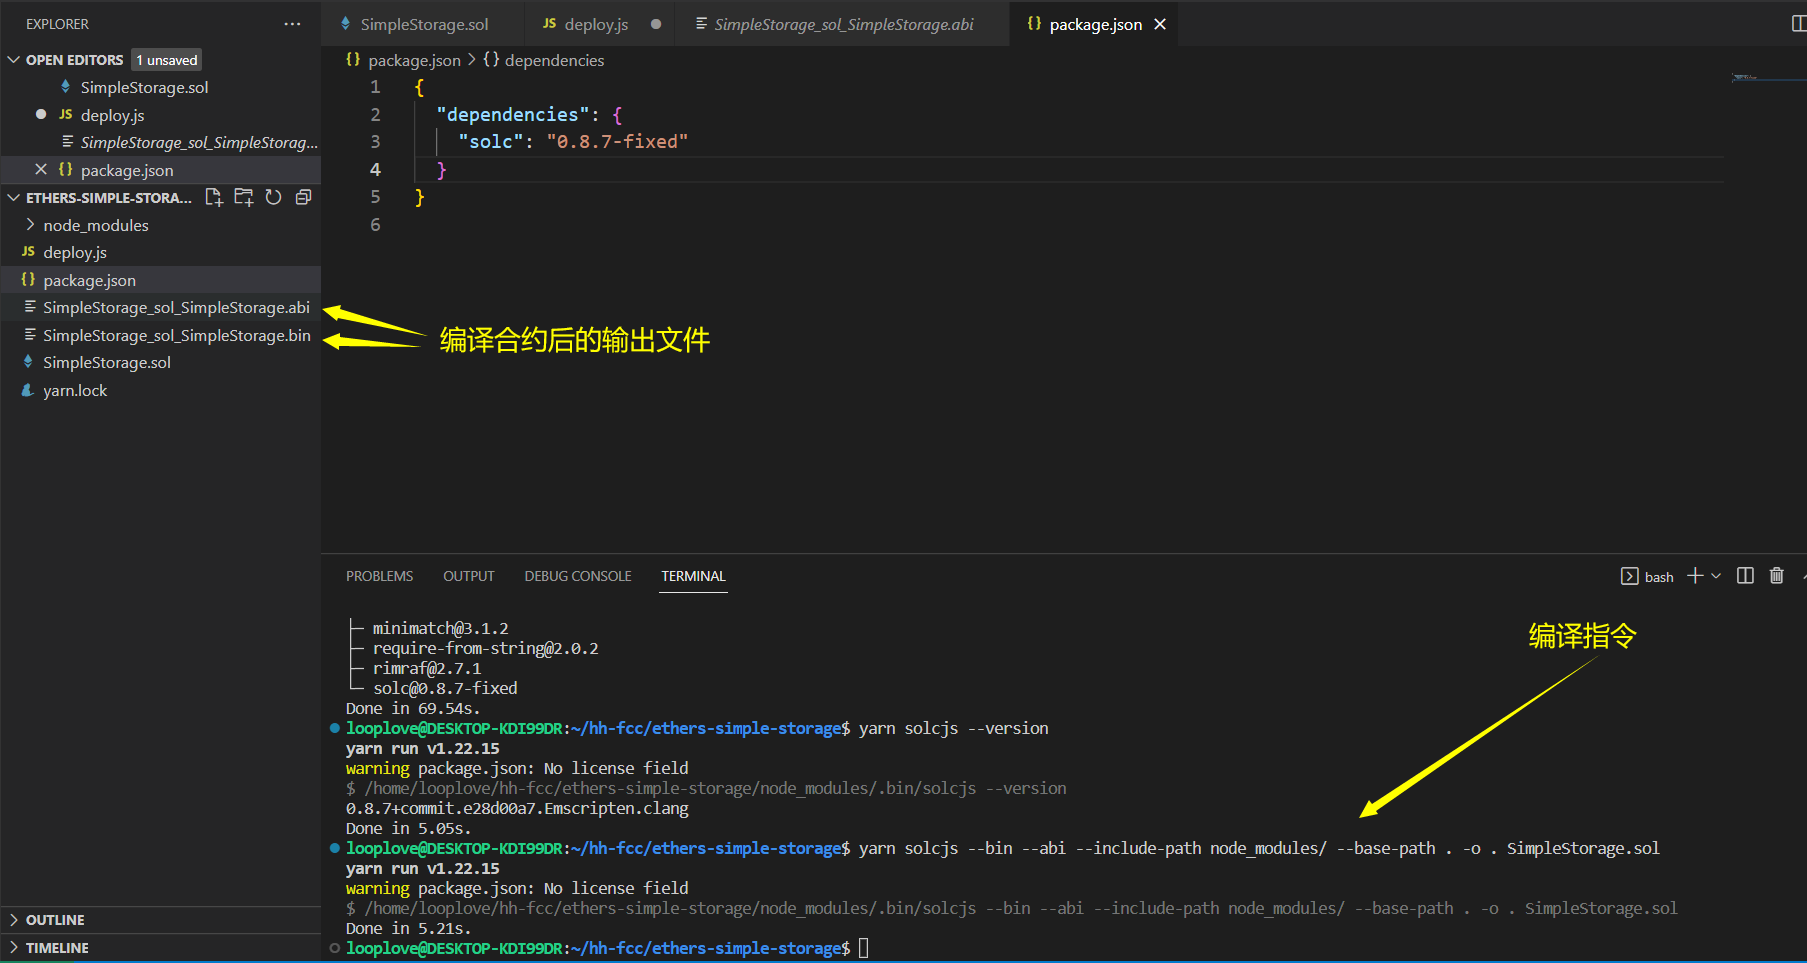 EXPLORER ···
OPEN EDITORS 1 unsaved
SimpleStorage.sol
JS deploy.js
SimpleStorage_sol_SimpleStorag...
{} package.json
ETHERS-SIMPLE-STORA...
node_modules
JS deploy.js
{} package.json
SimpleStorage_sol_SimpleStorage.abi
SimpleStorage_sol_SimpleStorage.bin
SimpleStorage.sol
yarn.lock
OUTLINE
TIMELINE
SimpleStorage.sol JS deploy.js SimpleStorage_sol_SimpleStorage.abi {} package.json
{} package.json > {} dependencies
1 {
2 "dependencies": {
3 "solc": "0.8.7-fixed"
4 }
5 }
6
编译合约后的输出文件
PROBLEMS OUTPUT DEBUG CONSOLE TERMINAL bash
编译指令
├─ minimatch@3.1.2
├─ require-from-string@2.0.2
├─ rimraf@2.7.1
└─ solc@0.8.7-fixed
Done in 69.54s.
looplove@DESKTOP-KDI99DR:~/hh-fcc/ethers-simple-storage$ yarn solcjs --version
yarn run v1.22.15
warning package.json: No license field
$ /home/looplove/hh-fcc/ethers-simple-storage/node_modules/.bin/solcjs --version
0.8.7+commit.e28d00a7.Emscripten.clang
Done in 5.05s.
looplove@DESKTOP-KDI99DR:~/hh-fcc/ethers-simple-storage$ yarn solcjs --bin --abi --include-path node_modules/ --base-path . -o . SimpleStorage.sol
yarn run v1.22.15
warning package.json: No license field
$ /home/looplove/hh-fcc/ethers-simple-storage/node_modules/.bin/solcjs --bin --abi --include-path node_modules/ --base-path . -o . SimpleStorage.sol
Done in 5.21s.
looplove@DESKTOP-KDI99DR:~/hh-fcc/ethers-simple-storage$